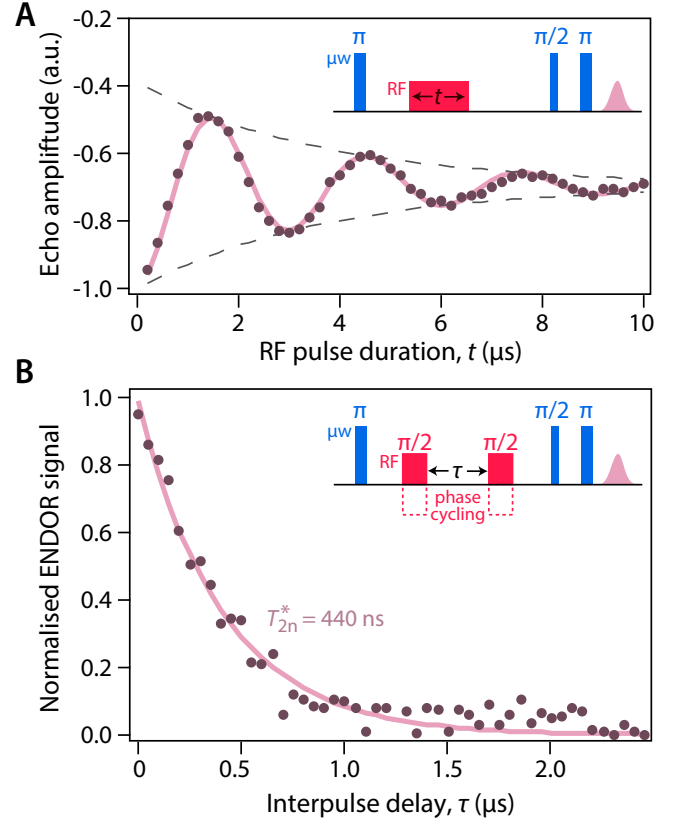 A
Echo ampliftude (a.u.)
-0.2
-0.4
-0.6
-0.8
-1.0
π
μw
RF
t
π/2
π
0
2
4
6
8
10
RF pulse duration, t (μs)
B
Normalised ENDOR signal
1.0
0.8
0.6
0.4
0.2
0.0
π
μw
π/2
RF
τ
π/2
phase
cycling
π/2
π
T*2n = 440 ns
0
0.5
1.0
1.5
2.0
Interpulse delay, τ (μs)